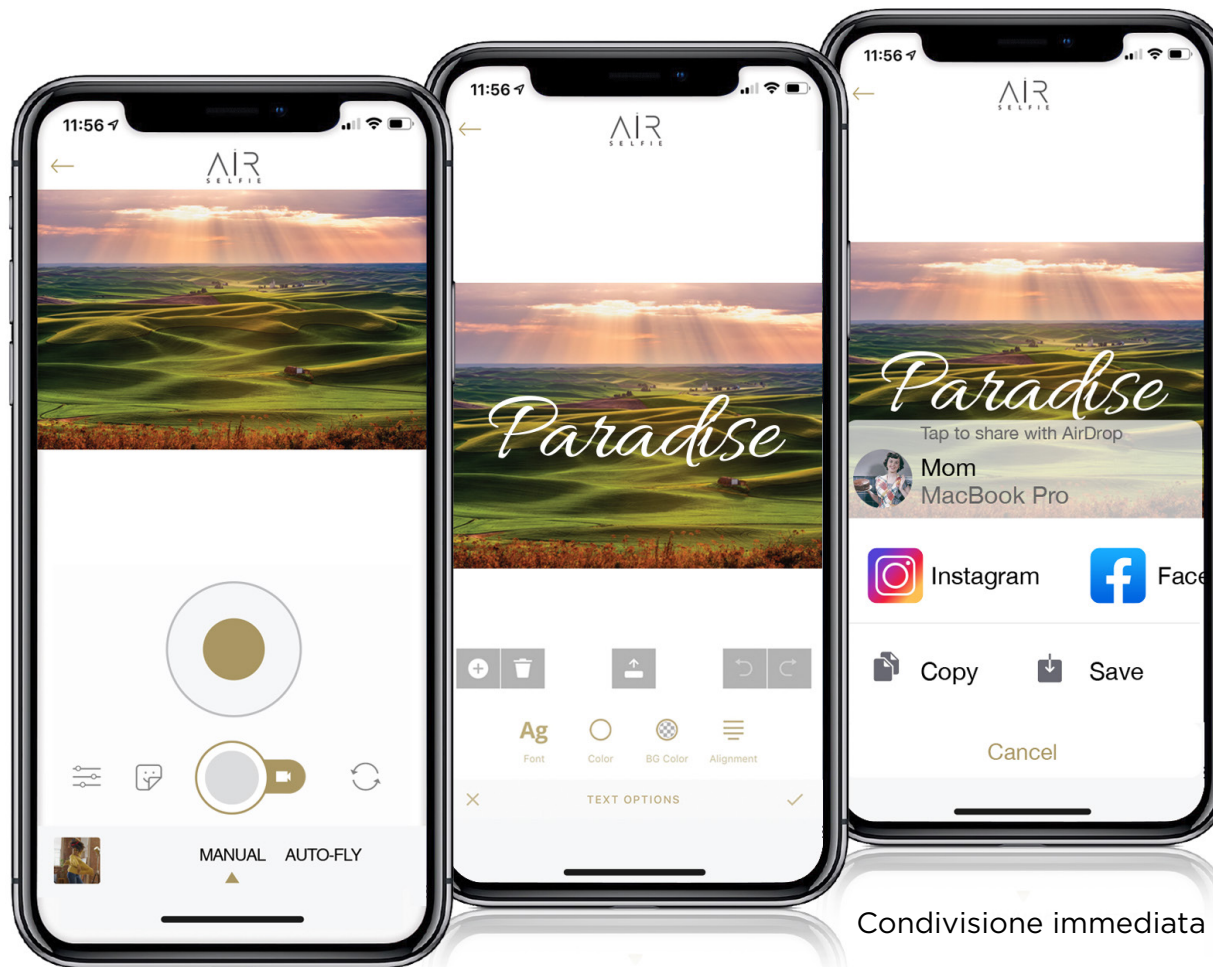 11:56
AIR
SELFIE
MANUAL AUTO-FLY
11:56
AIR
SELFIE
Paradise
Ag
Font Color BG Color Alignment
TEXT OPTIONS
11:56
AIR
SELFIE
Paradise
Tap to share with AirDrop
Mom
MacBook Pro
Instagram Face
Copy Save
Cancel
Condivisione immediata